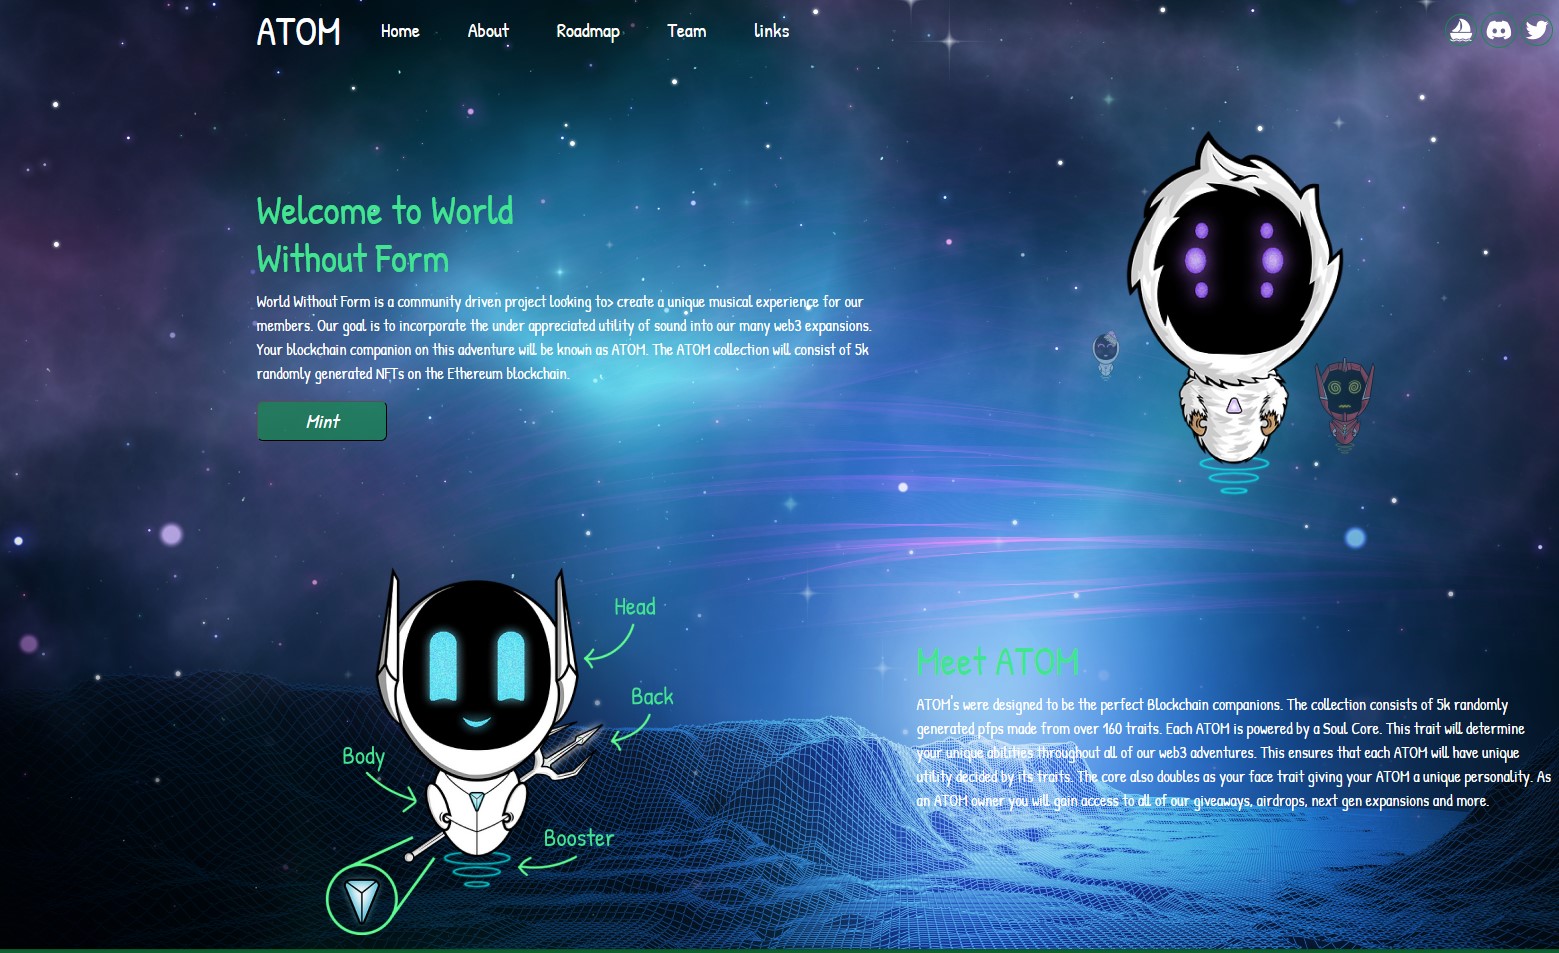 ATOM Home About Roadmap Team links
Welcome to World
Without Form
World Without Form is a community driven project looking to> create a unique musical experience for our
members. Our goal is to incorporate the under appreciated utility of sound into our many web3 expansions.
Your blockchain companion on this adventure will be known as ATOM. The ATOM collection will consist of 5k
randomly generated NFTs on the Ethereum blockchain.
Mint
Head
Back
Body
Booster
Meet ATOM
ATOM's were designed to be the perfect Blockchain companions. The collection consists of 5k randomly
generated pfps made from over 160 traits. Each ATOM is powered by a Soul Core. This trait will determine
your unique abilities throughout all of our web3 adventures. This ensures that each ATOM will have unique
utility decided by its traits. The core also doubles as your face trait giving your ATOM a unique personality. As
an ATOM owner you will gain access to all of our giveaways, airdrops, next gen expansions and more.